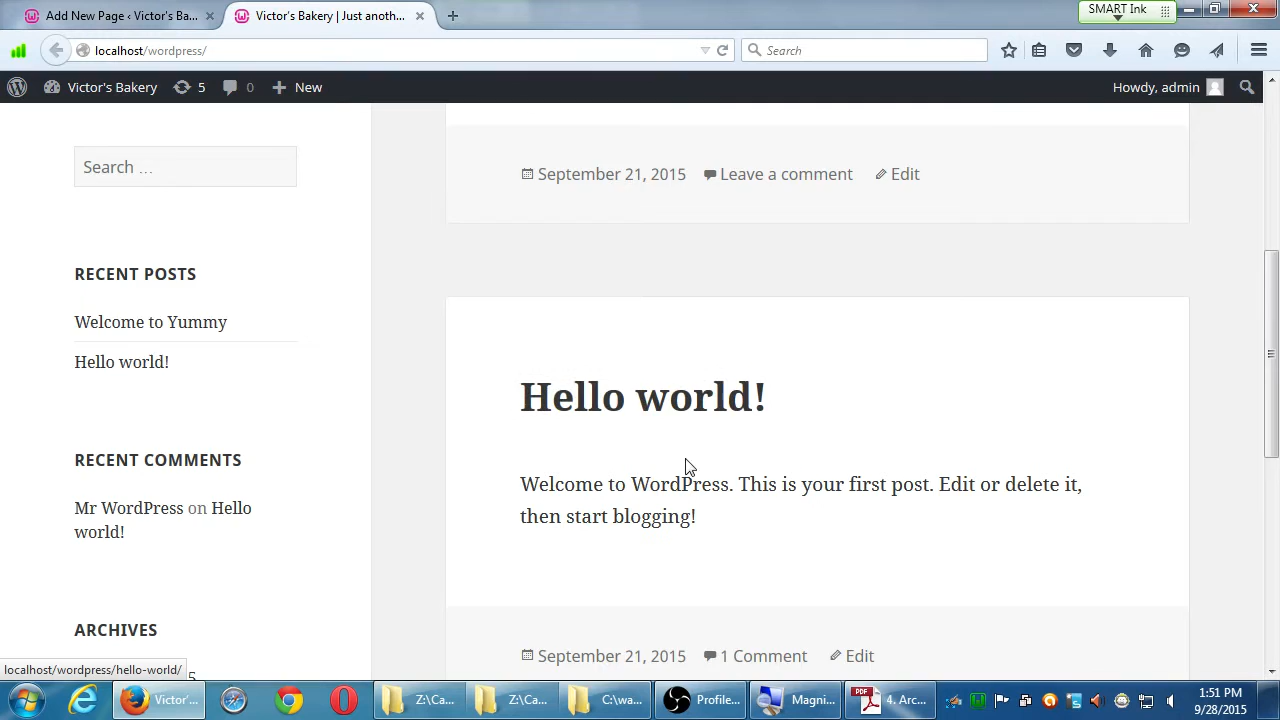 Add New Page ‹ Victor's Ba...
Victor's Bakery | Just anoth...
SMART Ink
localhost/wordpress/
Search
Victor's Bakery
5
0
New
Howdy, admin
Search …
September 21, 2015
Leave a comment
Edit
RECENT POSTS
Welcome to Yummy
Hello world!
Hello world!
Welcome to WordPress. This is your first post. Edit or delete it,
then start blogging!
RECENT COMMENTS
Mr WordPress on Hello
world!
ARCHIVES
September 21, 2015
1 Comment
Edit
localhost/wordpress/hello-world/
Victor'...
Z:\Ca...
Z:\Ca...
C:\wa...
Profile...
Magni...
PDF
4. Arc...
1:51 PM
9/28/2015